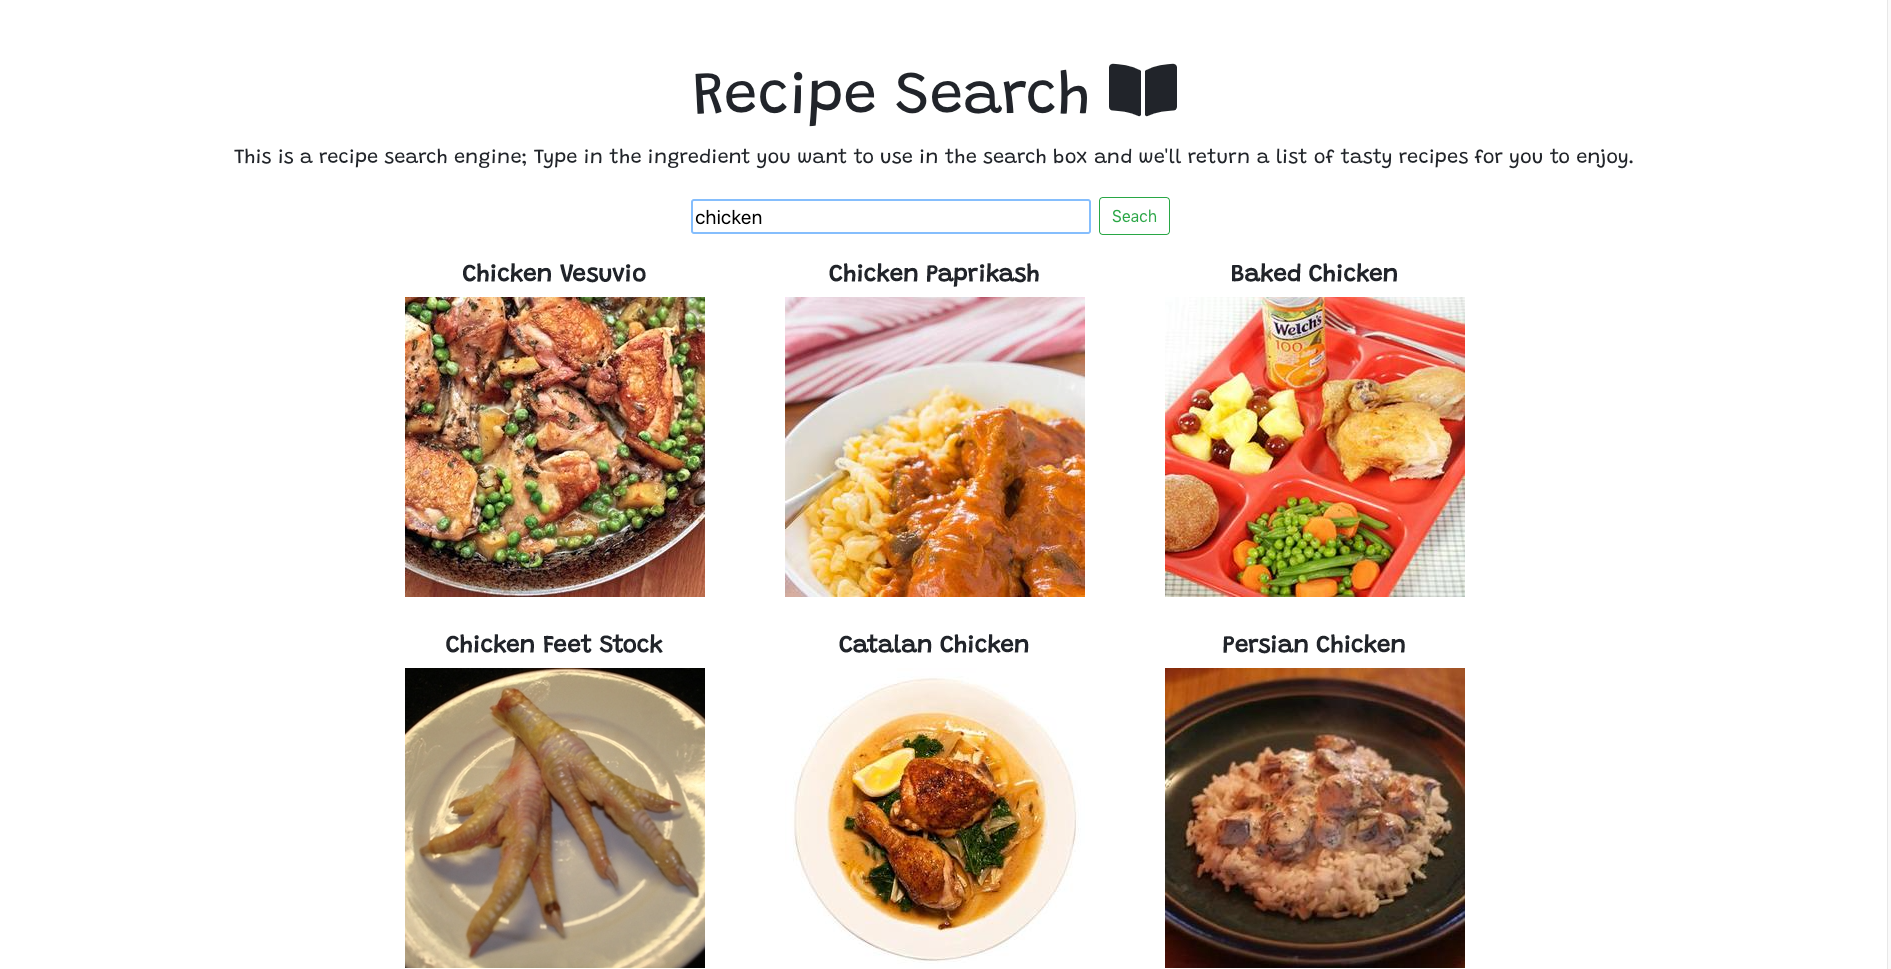 Recipe Search
This is a recipe search engine; Type in the ingredient you want to use in the search box and we'll return a list of tasty recipes for you to enjoy.
chicken Seach
Chicken Vesuvio Chicken Paprikash Baked Chicken
Welch's
100%
Chicken Feet Stock Catalan Chicken Persian Chicken